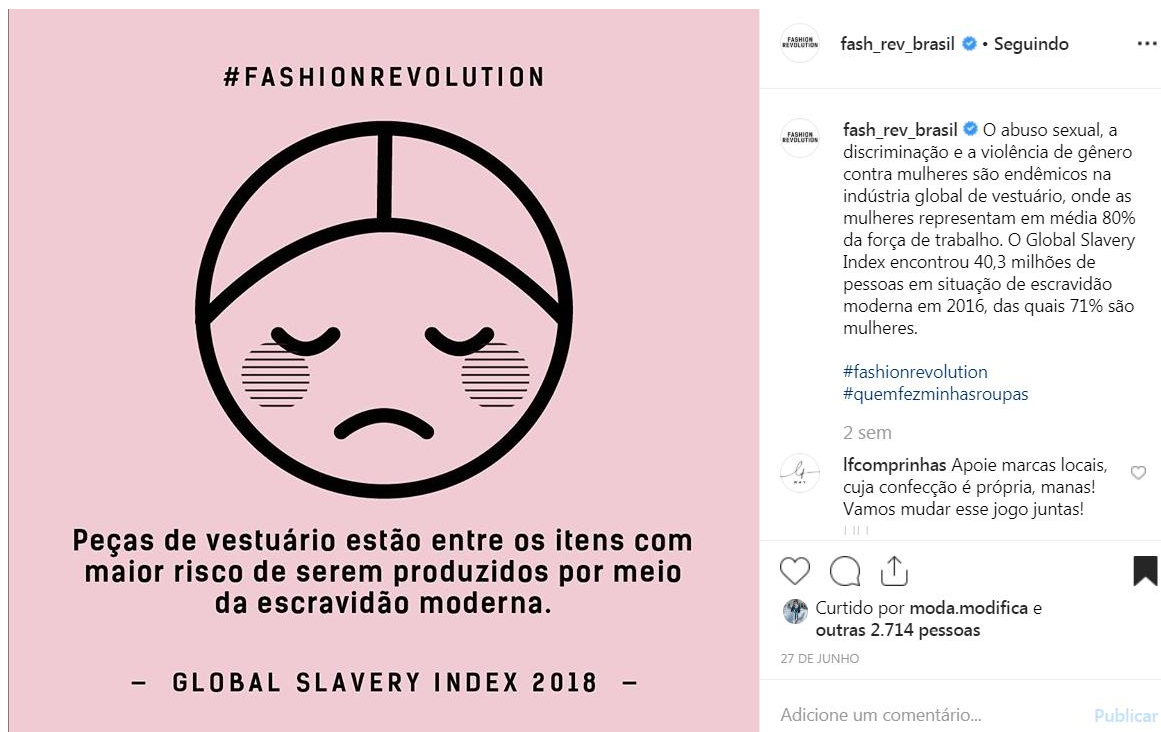 #FASHIONREVOLUTION
Peças de vestuário estão entre os itens com
maior risco de serem produzidos por meio
da escravidão moderna.
– GLOBAL SLAVERY INDEX 2018 –
FASHION
REVOLUTION
fash_rev_brasil • Seguindo
FASHION
REVOLUTION
fash_rev_brasil O abuso sexual, a
discriminação e a violência de gênero
contra mulheres são endêmicos na
indústria global de vestuário, onde as
mulheres representam em média 80%
da força de trabalho. O Global Slavery
Index encontrou 40,3 milhões de
pessoas em situação de escravidão
moderna em 2016, das quais 71% são
mulheres.
#fashionrevolution
#quemfezminhasroupas
2 sem
lfcomprinhas Apoie marcas locais,
cuja confecção é própria, manas!
Vamos mudar esse jogo juntas!
Curtido por moda.modifica e
outras 2.714 pessoas
27 DE JUNHO
Adicione um comentário...
Publicar